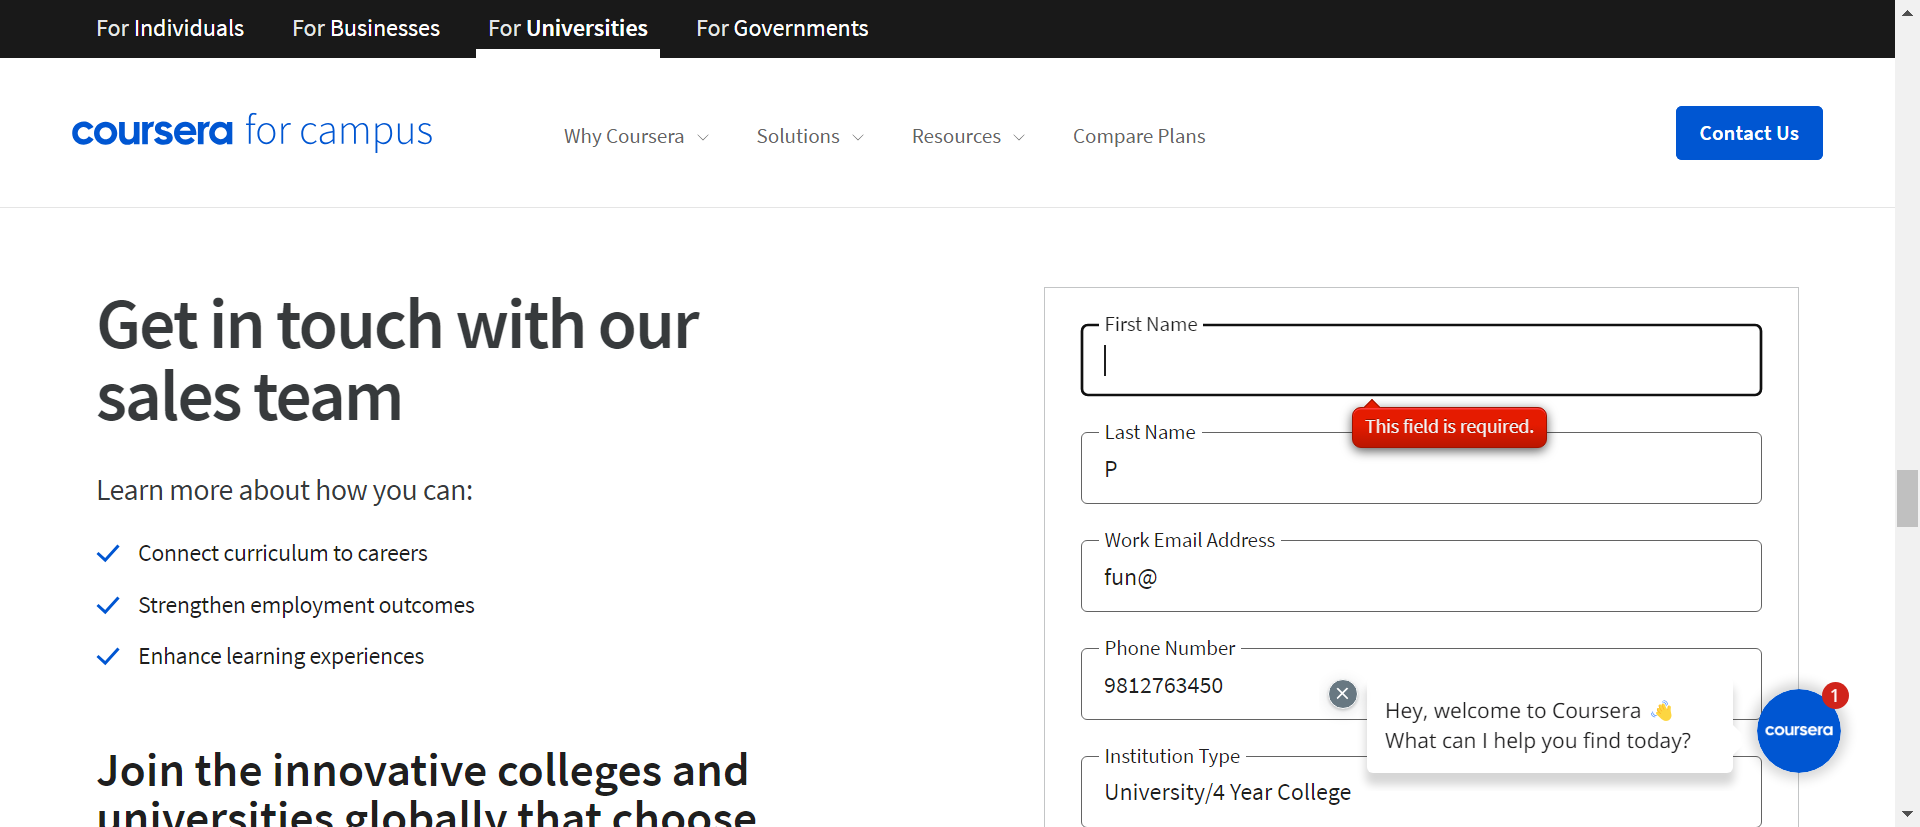 For Individuals
For Businesses
For Universities
For Governments
coursera for campus
Why Coursera
Solutions
Resources
Compare Plans
Contact Us
Get in touch with our
sales team
Learn more about how you can:
Connect curriculum to careers
Strengthen employment outcomes
Enhance learning experiences
Join the innovative colleges and
universities globally that choose
First Name
This field is required.
Last Name
P
Work Email Address
fun@
Phone Number
9812763450
Institution Type
University/4 Year College
Hey, welcome to Coursera 👋
What can I help you find today?
coursera
1